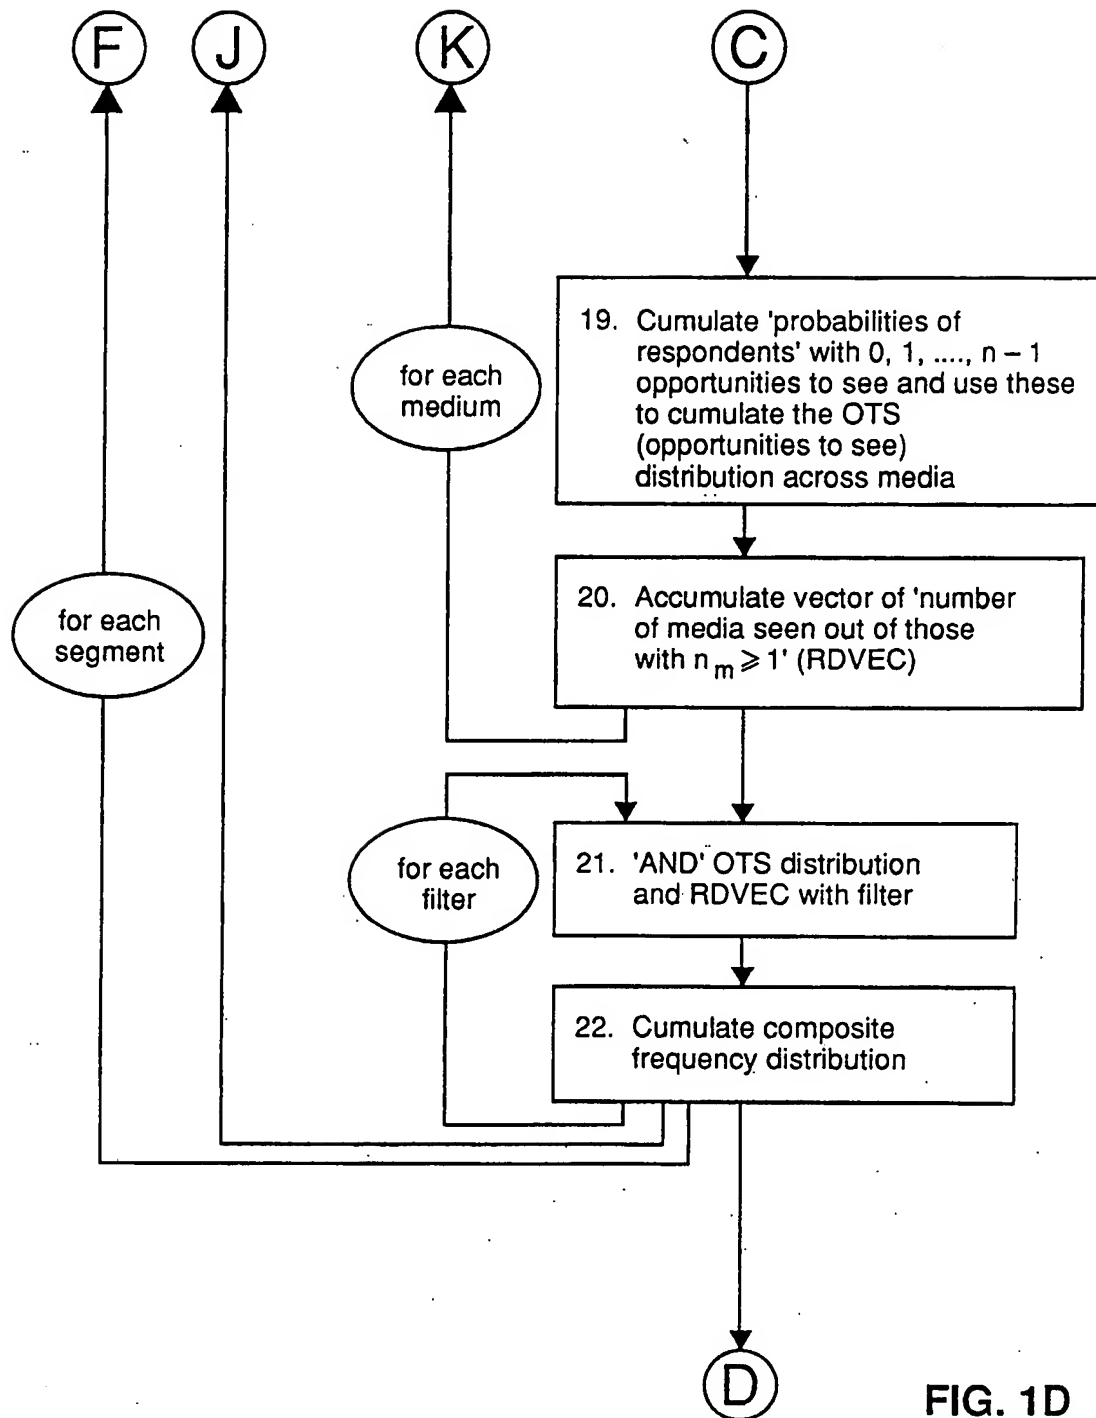 F J K C
19. Cumulate 'probabilities of
respondents' with 0, 1, ...., n – 1
opportunities to see and use these
to cumulate the OTS
(opportunities to see)
distribution across media
for each
medium
20. Accumulate vector of 'number
of media seen out of those
with n m ⩾ 1' (RDVEC)
for each
segment
21. 'AND' OTS distribution
and RDVEC with filter
for each
filter
22. Cumulate composite
frequency distribution
D
FIG. 1D